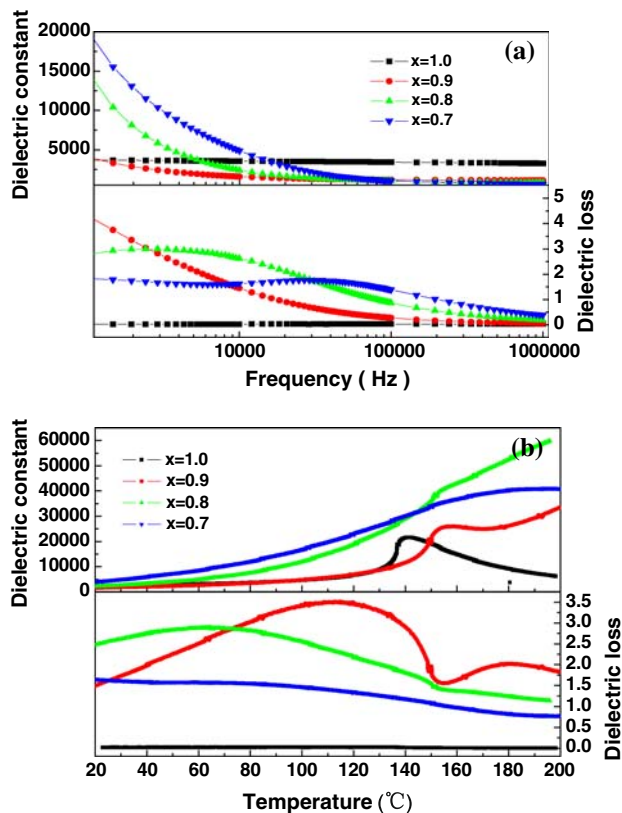 (a)
Dielectric constant
20000
15000
10000
5000
x=1.0
x=0.9
x=0.8
x=0.7
5
4
3
2
1
0
Dielectric loss
10000 100000 1000000
Frequency ( Hz )
(b)
Dielectric constant
60000
50000
40000
30000
20000
10000
0
x=1.0
x=0.9
x=0.8
x=0.7
3.5
3.0
2.5
2.0
1.5
1.0
0.5
0.0
Dielectric loss
20 40 60 80 100 120 140 160 180 200
Temperature (℃)